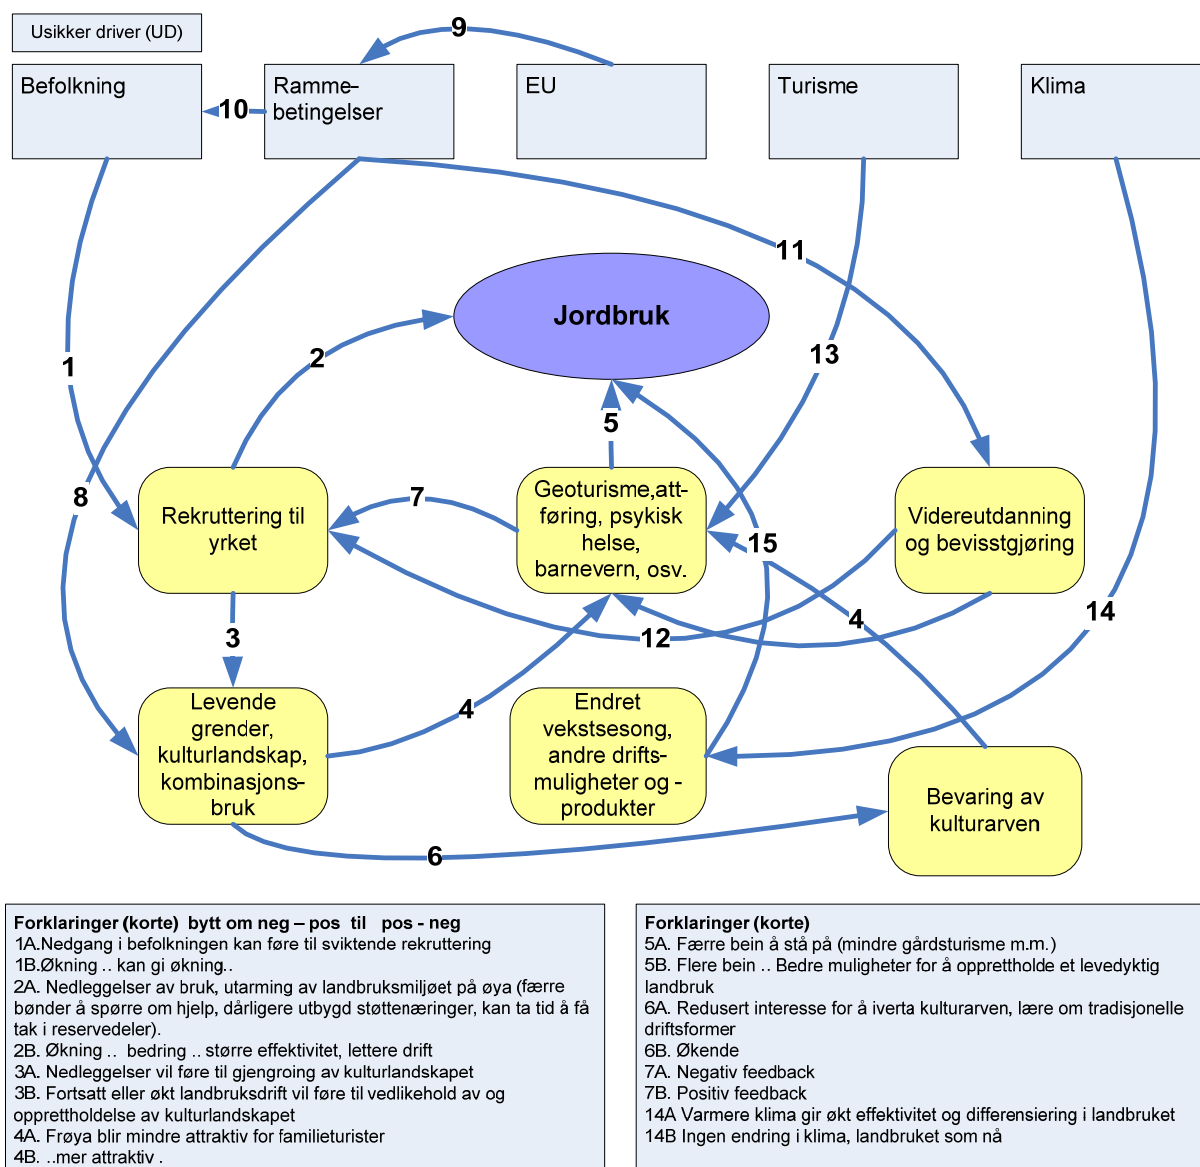 Usikker driver (UD)
9
Befolkning
Ramme-
betingelser
EU
Turisme
Klima
10
11
Jordbruk
13
1
2
5
8
7
15
14
Rekruttering til
yrket
Geoturisme,att-
føring, psykisk
helse,
barnevern, osv.
Videreutdanning
og bevisstgjøring
3
12
4
4
Levende
grender,
kulturlandskap,
kombinasjons-
bruk
Endret
vekstsesong,
andre drifts-
muligheter og -
produkter
Bevaring av
kulturarven
6
Forklaringer (korte) bytt om neg – pos til pos - neg
1A.Nedgang i befolkningen kan føre til sviktende rekruttering
1B.Økning .. kan gi økning..
2A. Nedleggelser av bruk, utarming av landbruksmiljøet på øya (færre
bønder å spørre om hjelp, dårligere utbygd støttenæringer, kan ta tid å få
tak i reservedeler).
2B. Økning .. bedring .. større effektivitet, lettere drift
3A. Nedleggelser vil føre til gjengroing av kulturlandskapet
3B. Fortsatt eller økt landbruksdrift vil føre til vedlikehold av og
opprettholdelse av kulturlandskapet
4A. Frøya blir mindre attraktiv for familieturister
4B. ..mer attraktiv .
Forklaringer (korte)
5A. Færre bein å stå på (mindre gårdsturisme m.m.)
5B. Flere bein .. Bedre muligheter for å opprettholde et levedyktig
landbruk
6A. Redusert interesse for å iverta kulturarven, lære om tradisjonelle
driftsformer
6B. Økende
7A. Negativ feedback
7B. Positiv feedback
14A Varmere klima gir økt effektivitet og differensiering i landbruket
14B Ingen endring i klima, landbruket som nå